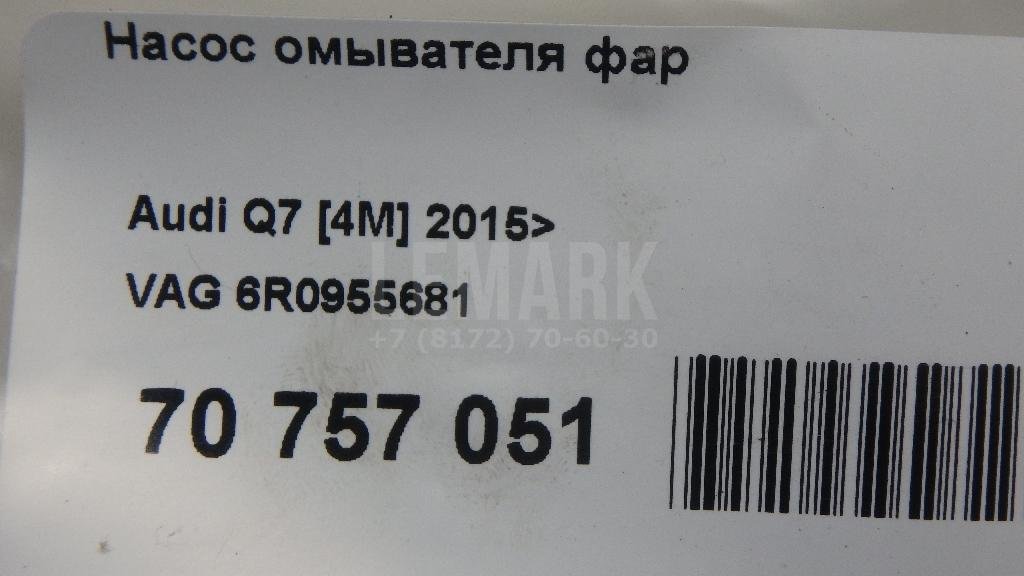 Насос омывателя фар
Audi Q7 [4M] 2015>
VAG 6R0955681
LEMARK
+7 (8172) 70-60-30
70 757 051